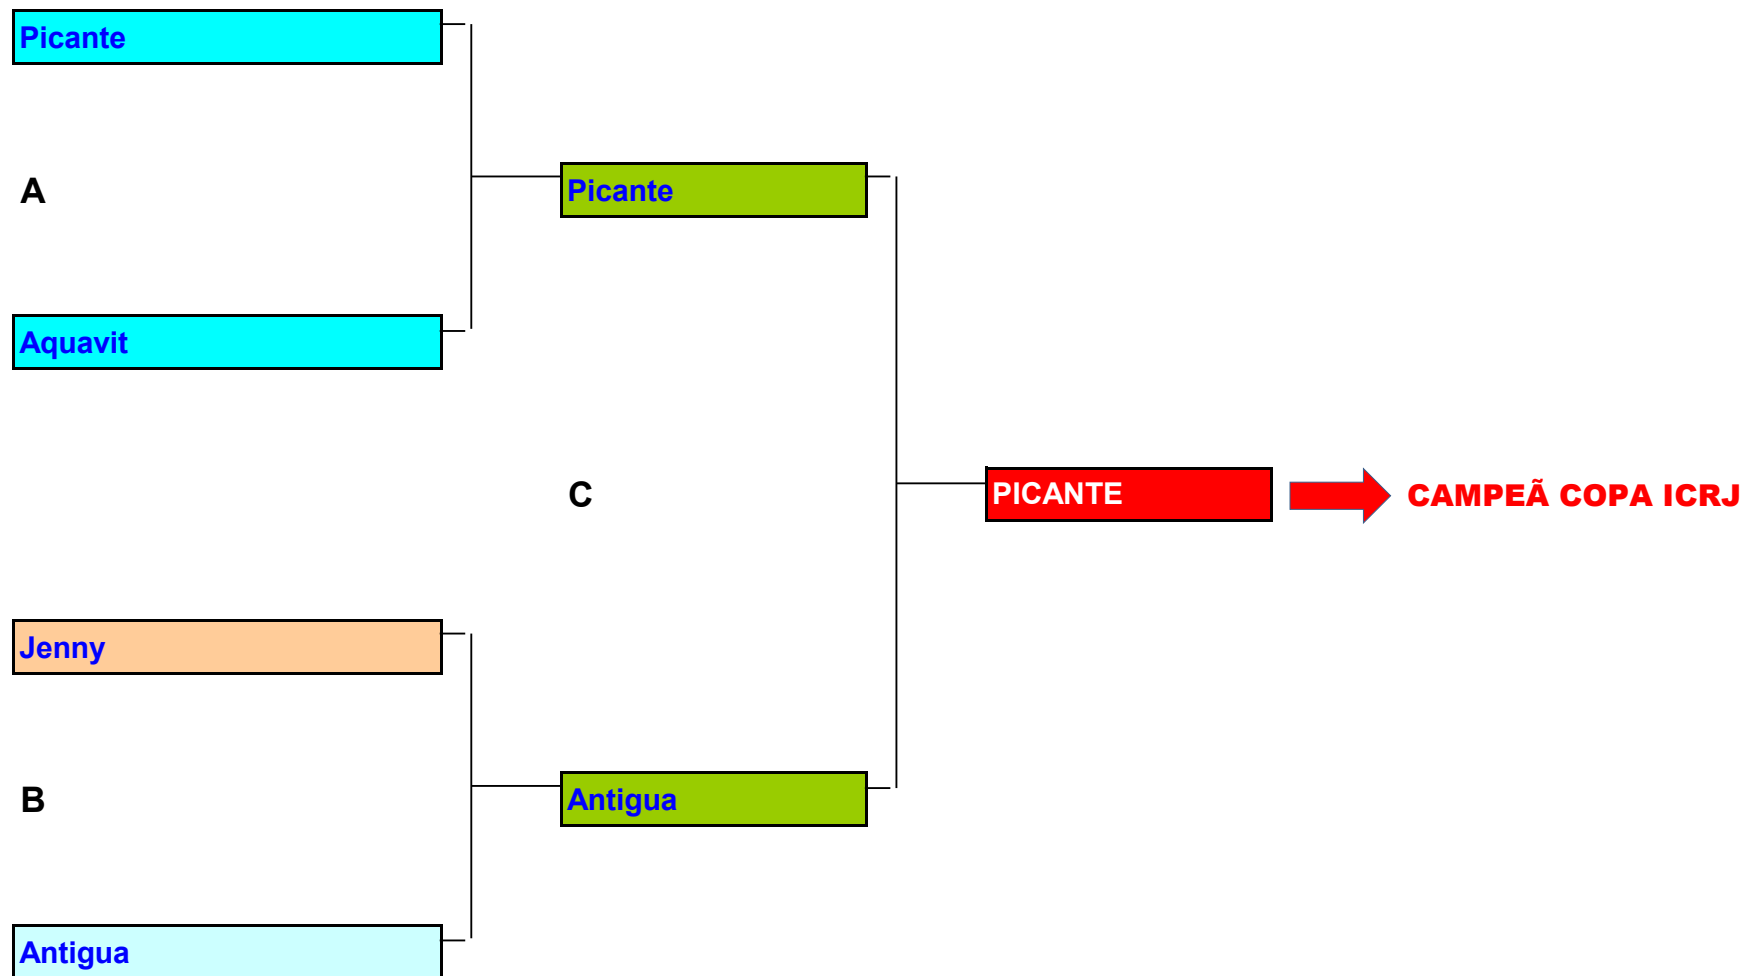 Picante
A
Picante
Aquavit
C
PICANTE
CAMPEÃ COPA ICRJ
Jenny
B
Antigua
Antigua